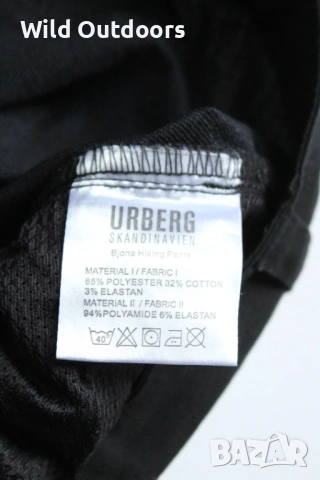 Wild Outdoors
URBERG
SKANDINAVIEN
Bjona Hiking Pants
MATERIAL I / FABRIC I
65% POLYESTER 32% COTTON
3% ELASTAN
MATERIAL II / FABRIC II
94%POLYAMIDE 6% ELASTAN
40°
БАZАР